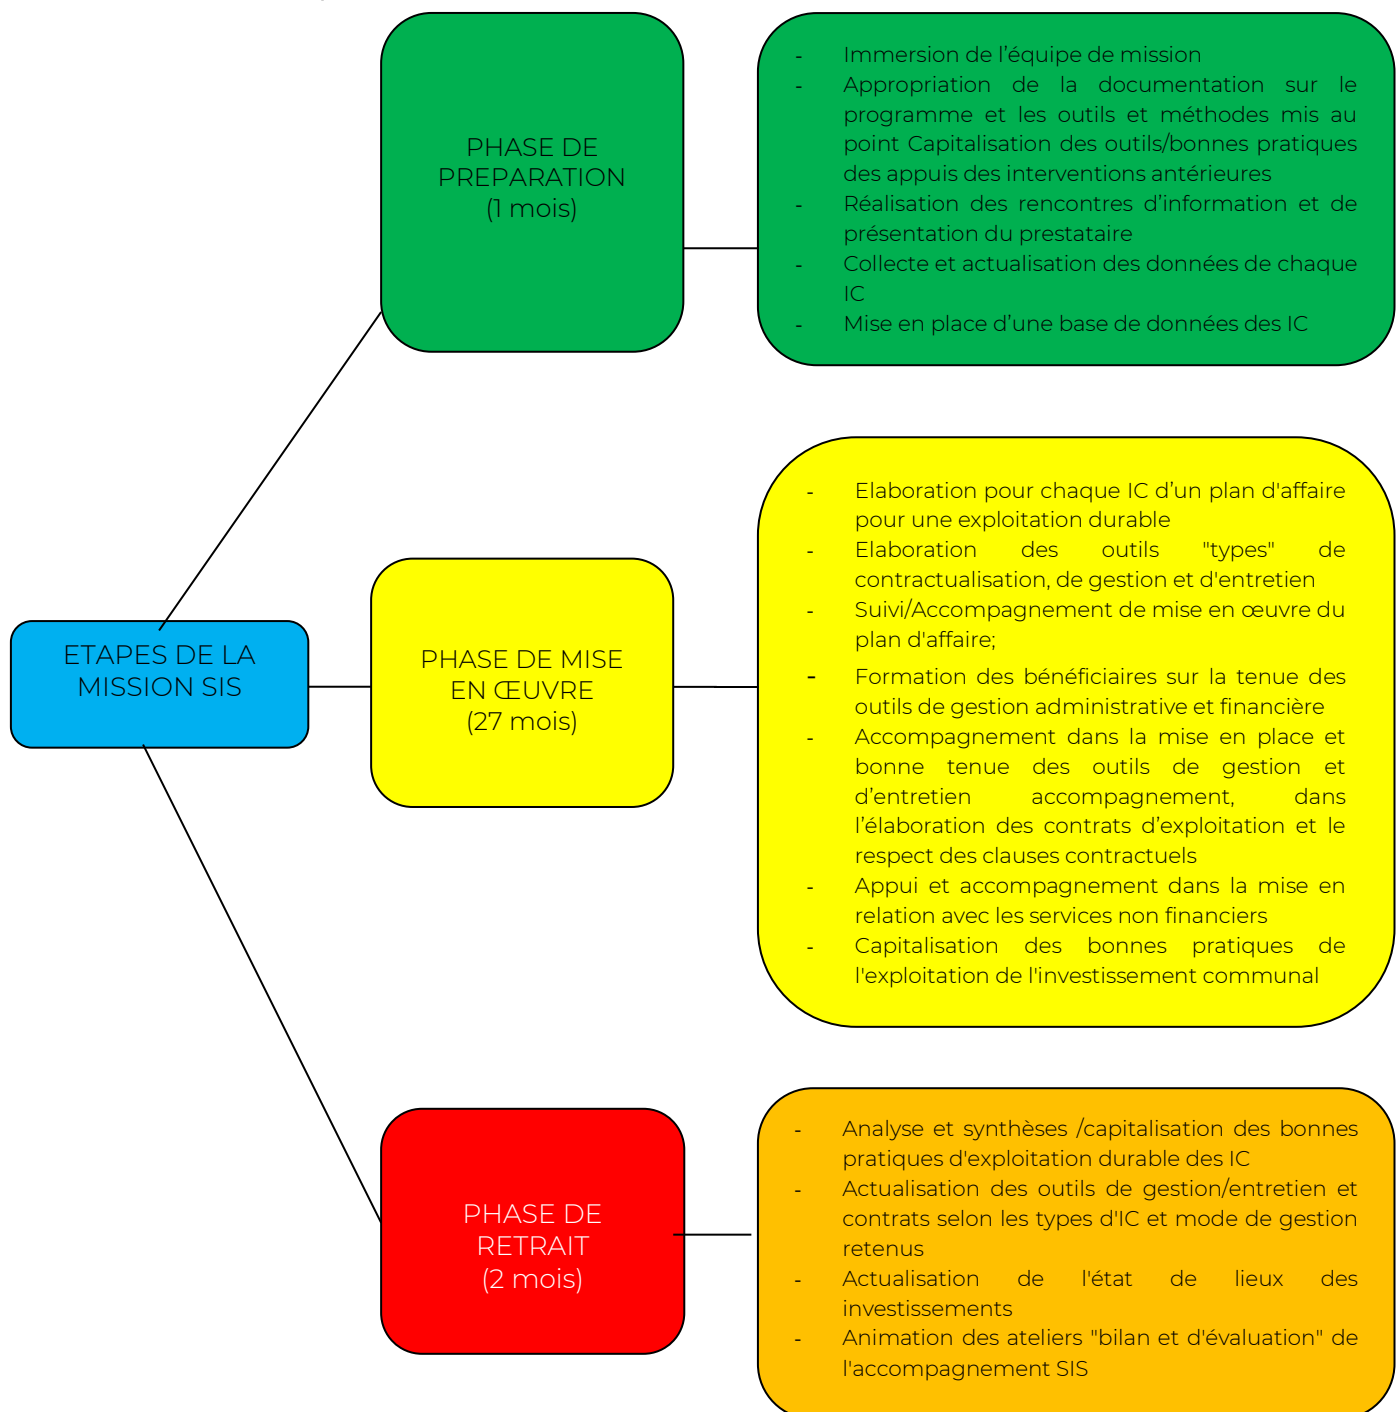 PHASE DE
PREPARATION
(1 mois)
- Immersion de l’équipe de mission
- Appropriation de la documentation sur le
programme et les outils et méthodes mis au
point Capitalisation des outils/bonnes pratiques
des appuis des interventions antérieures
- Réalisation des rencontres d’information et de
présentation du prestataire
- Collecte et actualisation des données de chaque
IC
- Mise en place d’une base de données des IC
ETAPES DE LA
MISSION SIS
PHASE DE MISE
EN ŒUVRE
(27 mois)
- Elaboration pour chaque IC d’un plan d'affaire
pour une exploitation durable
- Elaboration des outils "types" de
contractualisation, de gestion et d'entretien
- Suivi/Accompagnement de mise en œuvre du
plan d'affaire;
- Formation des bénéficiaires sur la tenue des
outils de gestion administrative et financière
- Accompagnement dans la mise en place et
bonne tenue des outils de gestion et
d’entretien accompagnement, dans
l’élaboration des contrats d’exploitation et le
respect des clauses contractuels
- Appui et accompagnement dans la mise en
relation avec les services non financiers
- Capitalisation des bonnes pratiques de
l'exploitation de l'investissement communal
PHASE DE
RETRAIT
(2 mois)
- Analyse et synthèses /capitalisation des bonnes
pratiques d'exploitation durable des IC
- Actualisation des outils de gestion/entretien et
contrats selon les types d'IC et mode de gestion
retenus
- Actualisation de l'état de lieux des
investissements
- Animation des ateliers "bilan et d'évaluation" de
l'accompagnement SIS